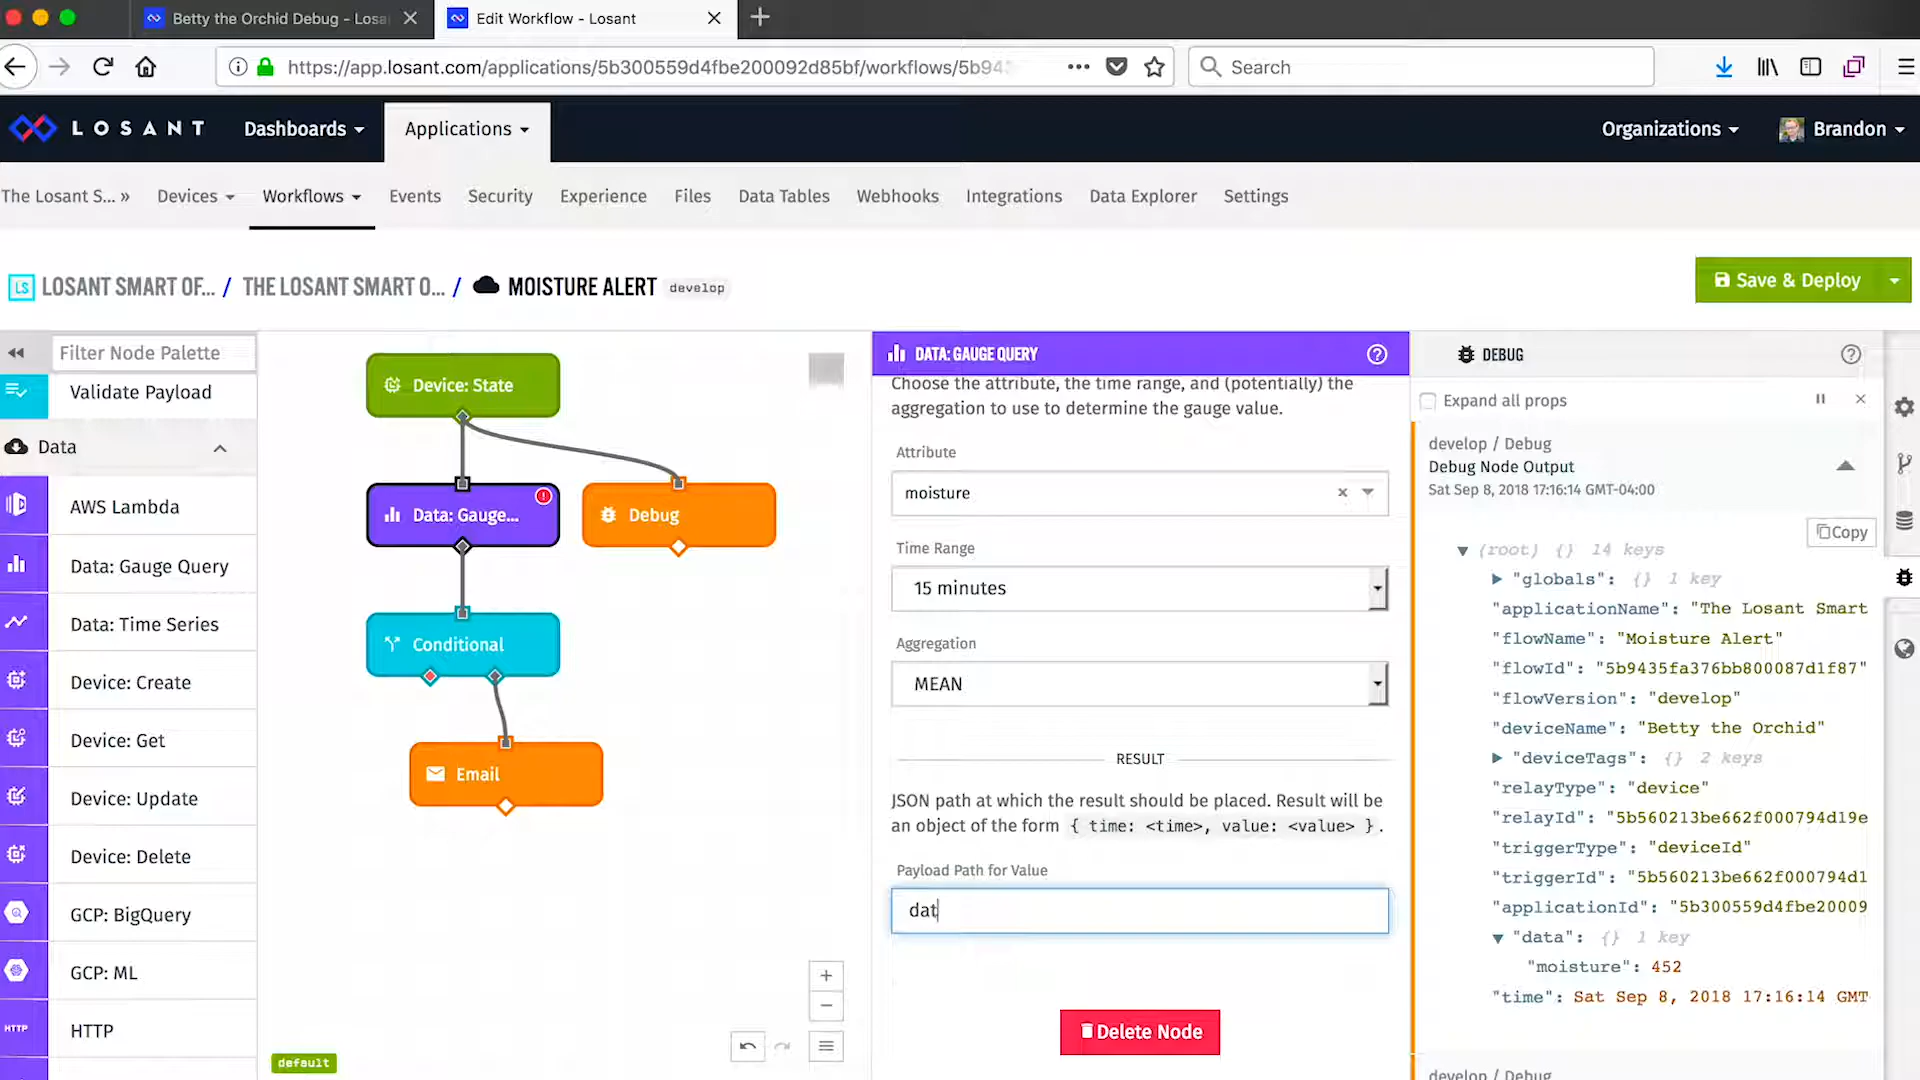 Betty the Orchid Debug - Losa
Edit Workflow - Losant
https://app.losant.com/applications/5b300559d4fbe200092d85bf/workflows/5b943
Search
LOSANT
Dashboards
Applications
Organizations
Brandon
The Losant S... »
Devices
Workflows
Events
Security
Experience
Files
Data Tables
Webhooks
Integrations
Data Explorer
Settings
LS LOSANT SMART OF... / THE LOSANT SMART O... / MOISTURE ALERT develop
Save & Deploy
Filter Node Palette
Validate Payload
Data
AWS Lambda
Data: Gauge Query
Data: Time Series
Device: Create
Device: Get
Device: Update
Device: Delete
GCP: BigQuery
GCP: ML
HTTP HTTP
Device: State
Data: Gauge...
Debug
Conditional
Email
default
DATA: GAUGE QUERY
Choose the attribute, the time range, and (potentially) the
aggregation to use to determine the gauge value.
Attribute
moisture
Time Range
15 minutes
Aggregation
MEAN
RESULT
JSON path at which the result should be placed. Result will be
an object of the form { time: <time>, value: <value> } .
Payload Path for Value
dat
Delete Node
DEBUG
Expand all props
develop / Debug
Debug Node Output
Sat Sep 8, 2018 17:16:14 GMT-04:00
Copy
(root) {} 14 keys
"globals": {} 1 key
"applicationName": "The Losant Smart
"flowName": "Moisture Alert"
"flowId": "5b9435fa376bb800087d1f87"
"flowVersion": "develop"
"deviceName": "Betty the Orchid"
"deviceTags": {} 2 keys
"relayType": "device"
"relayId": "5b560213be662f000794d19e
"triggerType": "deviceId"
"triggerId": "5b560213be662f000794d1
"applicationId": "5b300559d4fbe20009
"data": {} 1 key
"moisture": 452
"time": Sat Sep 8, 2018 17:16:14 GMT
develop / Debug